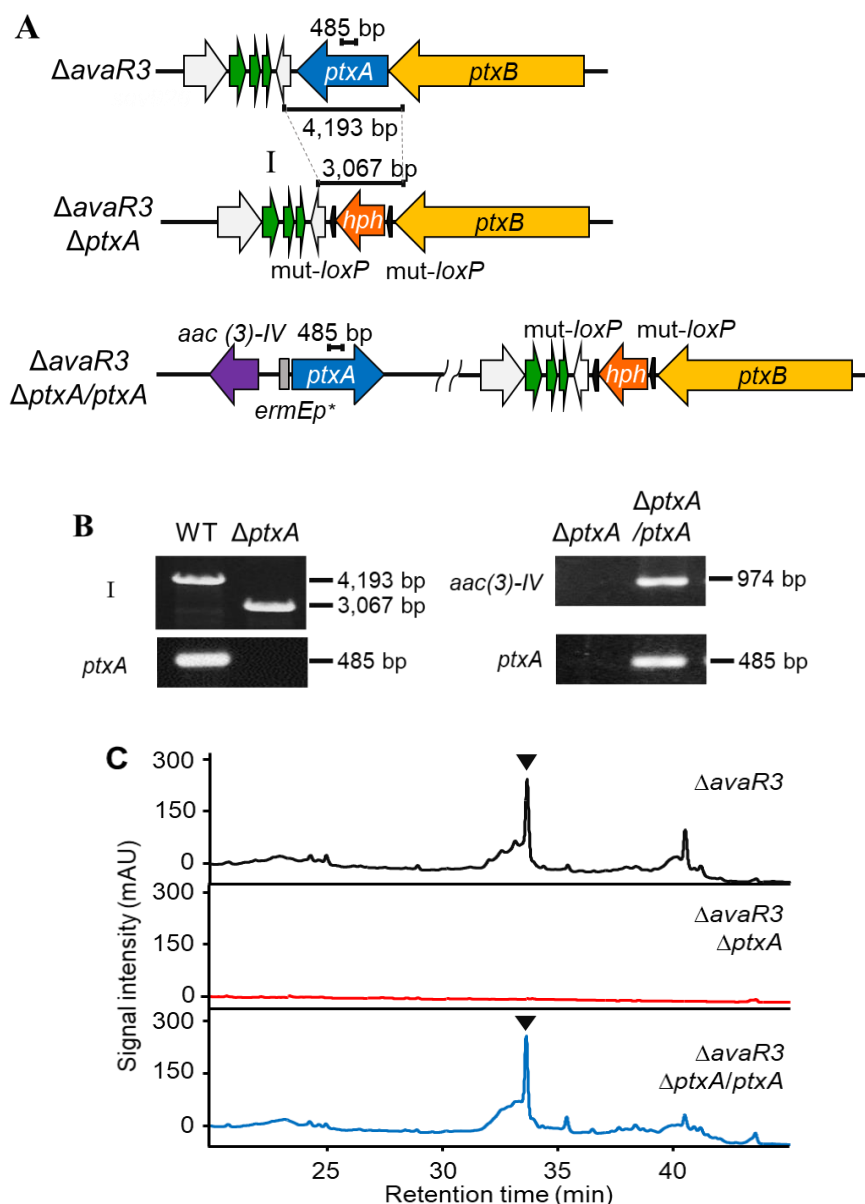 A
485 bp
ΔavaR3
ptxA
ptxB
4,193 bp
I
3,067 bp
ΔavaR3
ΔptxA
hph
ptxB
mut-loxP
mut-loxP
aac (3)-IV
485 bp
mut-loxP
mut-loxP
ΔavaR3
ΔptxA/ptxA
ptxA
hph
ptxB
ermEp*
B
WT
ΔptxA
ΔptxA
ΔptxA
/ptxA
I
4,193 bp
3,067 bp
aac(3)-IV
974 bp
ptxA
485 bp
ptxA
485 bp
C
300
150
0
ΔavaR3
300
150
0
ΔavaR3
ΔptxA
300
150
0
ΔavaR3
ΔptxA/ptxA
Signal intensity (mAU)
25
30
35
40
Retention time (min)